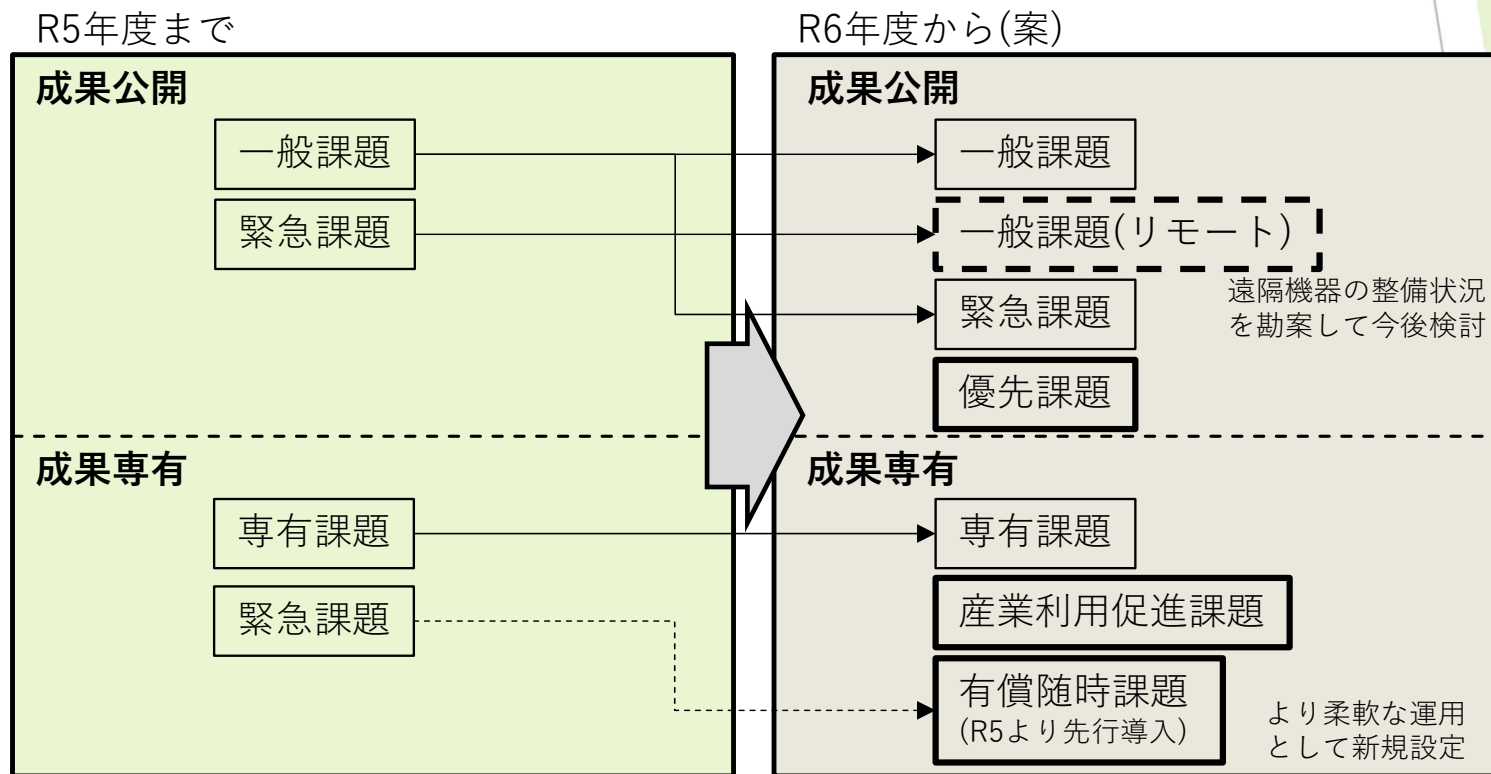 R5年度まで
成果公開
一般課題
緊急課題
成果専有
専有課題
緊急課題
R6年度から(案)
成果公開
一般課題
一般課題(リモート)
遠隔機器の整備状況
を勘案して今後検討
緊急課題
優先課題
成果専有
専有課題
産業利用促進課題
有償随時課題
(R5より先行導入)
より柔軟な運用
として新規設定